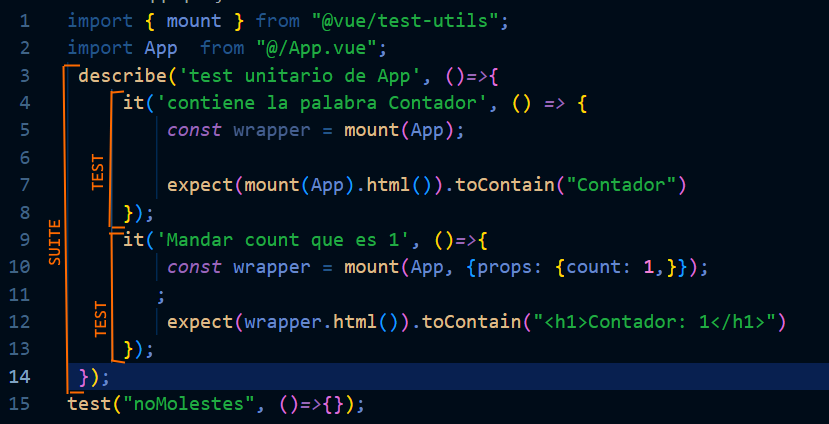 1 import { mount } from "@vue/test-utils";
2 import App  from "@/App.vue";
3 describe('test unitario de App', ()=>{
4 it('contiene la palabra Contador', () => {
5 const wrapper = mount(App);
6
7 expect(mount(App).html()).toContain("Contador")
8 });
9 it('Mandar count que es 1', ()=>{
10 const wrapper = mount(App, {props: {count: 1,}});
11 ;
12 expect(wrapper.html()).toContain("<h1>Contador: 1</h1>")
13 });
14 });
15 test("noMolestes", ()=>{});
SUITE
TEST
TEST